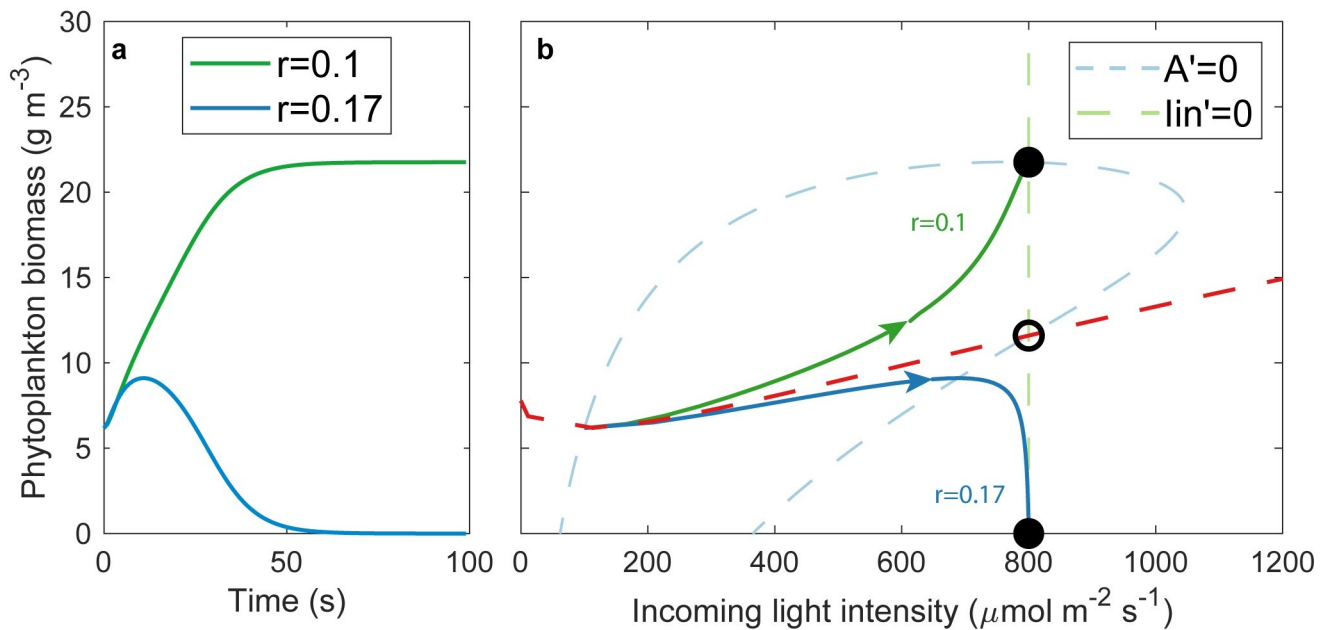 a
r=0.1
r=0.17
Phytoplankton biomass (g m⁻³)
30
25
20
15
10
5
0
0
50
100
Time (s)
b
A'=0
Iin'=0
r=0.1
r=0.17
0
200
400
600
800
1000
1200
Incoming light intensity (μmol m⁻² s⁻¹)